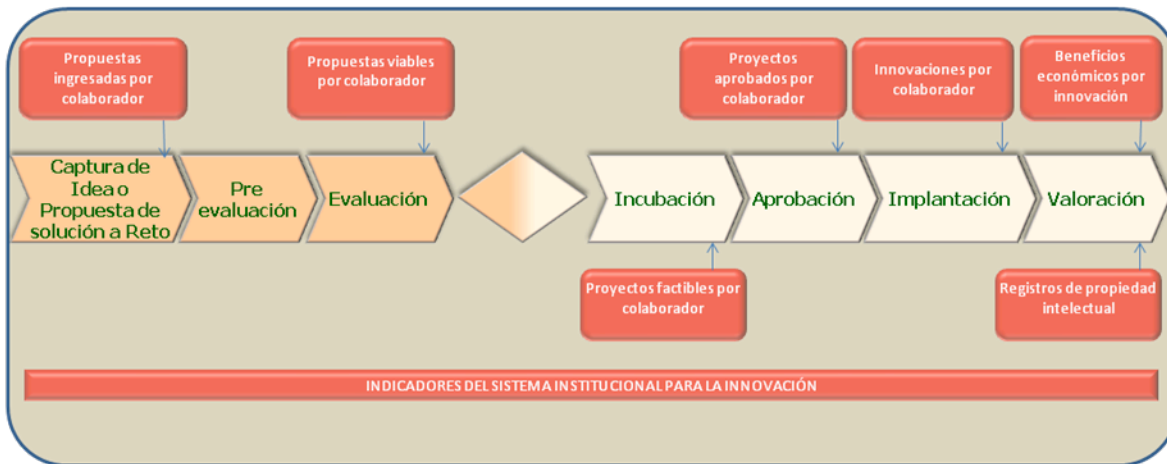 Propuestas
ingresadas por
colaborador
Propuestas viables
por colaborador
Proyectos
aprobados por
colaborador
Innovaciones por
colaborador
Beneficios
económicos por
innovación
Captura de
Idea o
Propuesta de
solución a Reto
Pre
evaluación
Evaluación
Incubación
Aprobación
Implantación
Valoración
Proyectos factibles por
colaborador
Registros de propiedad
intelectual
INDICADORES DEL SISTEMA INSTITUCIONAL PARA LA INNOVACIÓN